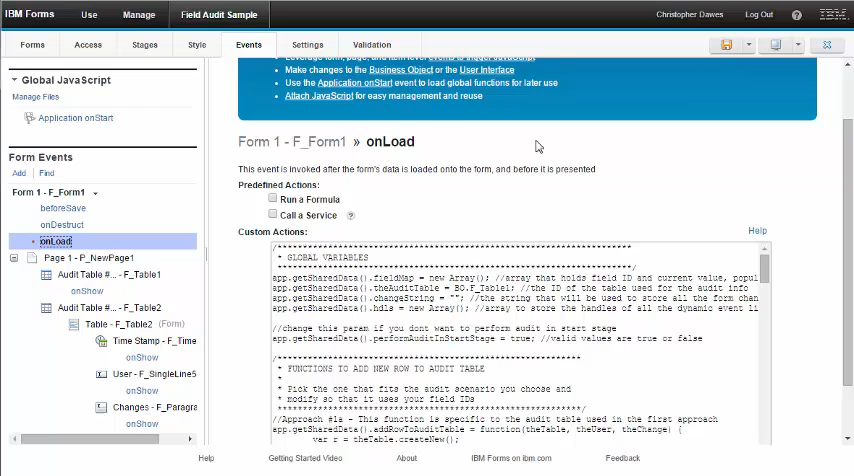 IBM Forms Use Manage Field Audit Sample Christopher Dawes Log Out ? IBM
Forms Access Stages Style Events Settings Validation
Global JavaScript
Manage Files
Application onStart
Form Events
Add Find
Form 1 - F_Form1
beforeSave
onDestruct
onLoad
Page 1 - P_NewPage1
Audit Table #... - F_Table1
onShow
Audit Table #... - F_Table2
Table - F_Table2 (Form)
Time Stamp - F_Time
onShow
User - F_SingleLine5
onShow
Changes - F_Paragra
onShow
Leverage form, page, and item level events to trigger JavaScript
Make changes to the Business Object or the User Interface
Use the Application onStart event to load global functions for later use
Attach JavaScript for easy management and reuse
Form 1 - F_Form1 » onLoad
This event is invoked after the form's data is loaded onto the form, and before it is presented
Predefined Actions:
Run a Formula
Call a Service ?
Custom Actions: Help
/*********************************************************************
* GLOBAL VARIABLES
*********************************************************************/
app.getSharedData().fieldMap = new Array(); //array that holds field ID and current value, popul
app.getSharedData().theAuditTable = BO.F_Table1; //the ID of the table used for the audit info
app.getSharedData().changeString = ""; //the string that will be used to store all the form chan
app.getSharedData().hdls = new Array(); //array to store the handles of all the dynamic event li
//change this param if you dont want to perform audit in start stage
app.getSharedData().performAuditInStartStage = true; //valid values are true or false
/***********************************************************
* FUNCTIONS TO ADD NEW ROW TO AUDIT TABLE
*
* Pick the one that fits the audit scenario you choose and
* modify so that it uses your field IDs
***********************************************************/
//Approach #1a - This function is specific to the audit table used in the first approach
app.getSharedData().addRowToAuditTable = function(theTable, theUser, theChange) {
var r = theTable.createNew();
Help Getting Started Video About IBM Forms on ibm.com Feedback